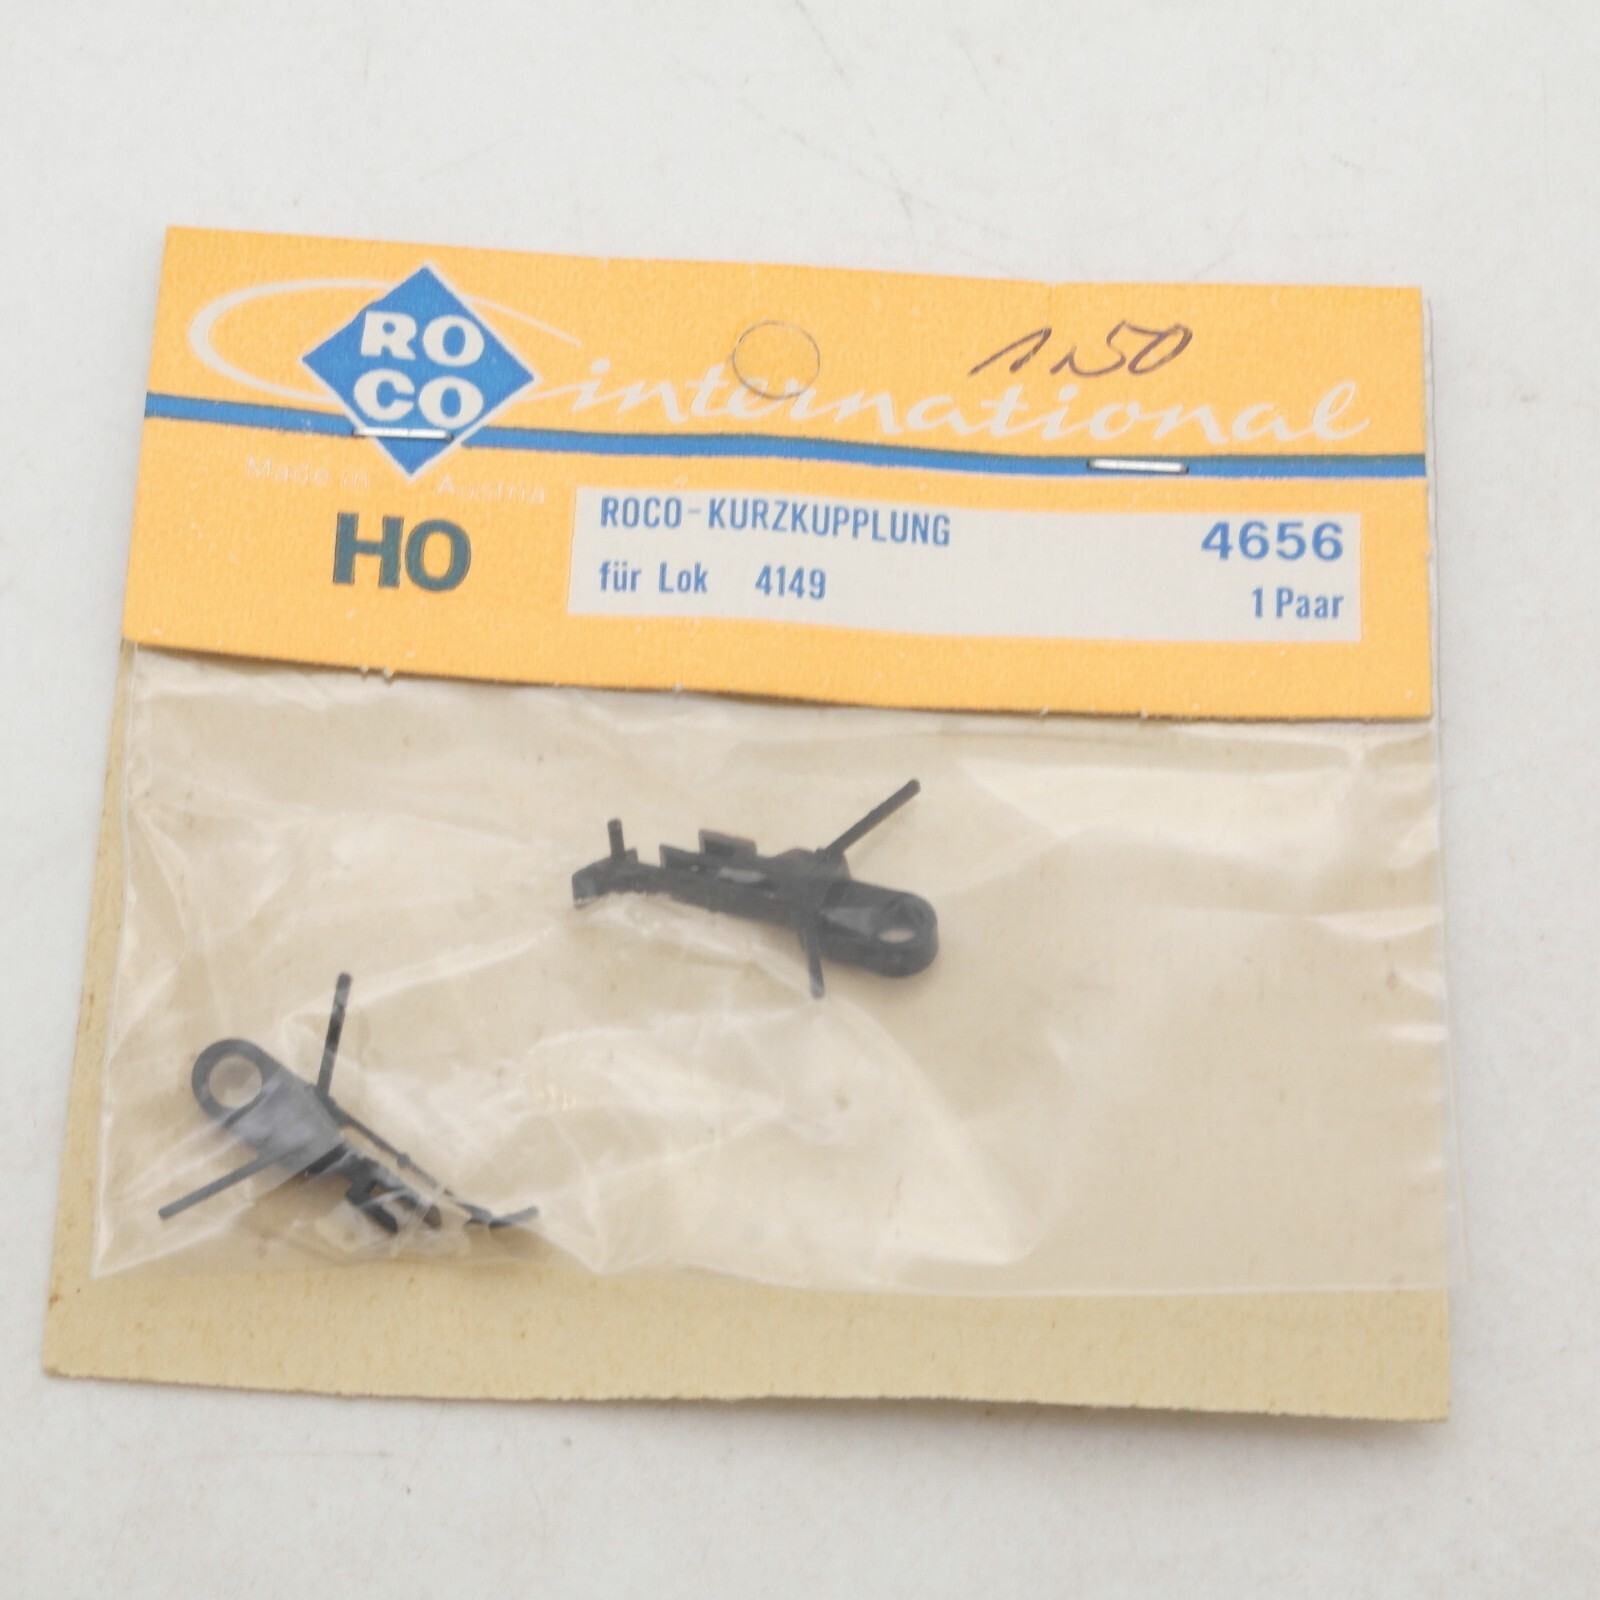 RO
CO
international
1,50
Made in Austria
HO
ROCO-KURZKUPPLUNG 4656
für Lok 4149 1 Paar